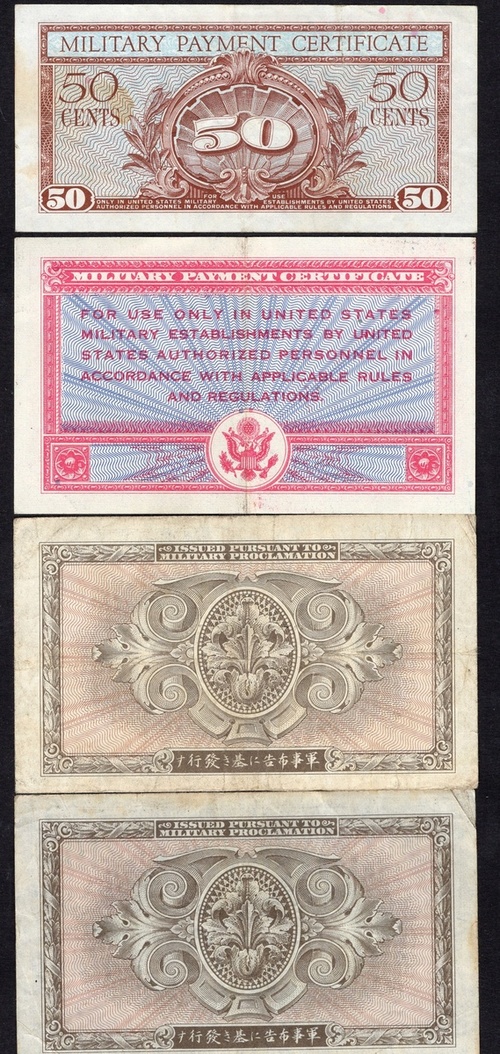 MILITARY PAYMENT CERTIFICATE
50 CENTS
50
50 CENTS
50
FOR USE
ONLY IN UNITED STATES MILITARY ESTABLISHMENTS BY UNITED STATES
AUTHORIZED PERSONNEL IN ACCORDANCE WITH APPLICABLE RULES AND REGULATIONS
50
MILITARY PAYMENT CERTIFICATE
FOR USE ONLY IN UNITED STATES
MILITARY ESTABLISHMENTS BY UNITED
STATES AUTHORIZED PERSONNEL IN
ACCORDANCE WITH APPLICABLE RULES
AND REGULATIONS.
ISSUED PURSUANT TO
MILITARY PROCLAMATION
す行發き基に告布事軍
ISSUED PURSUANT TO
MILITARY PROCLAMATION
す行發き基に告布事軍